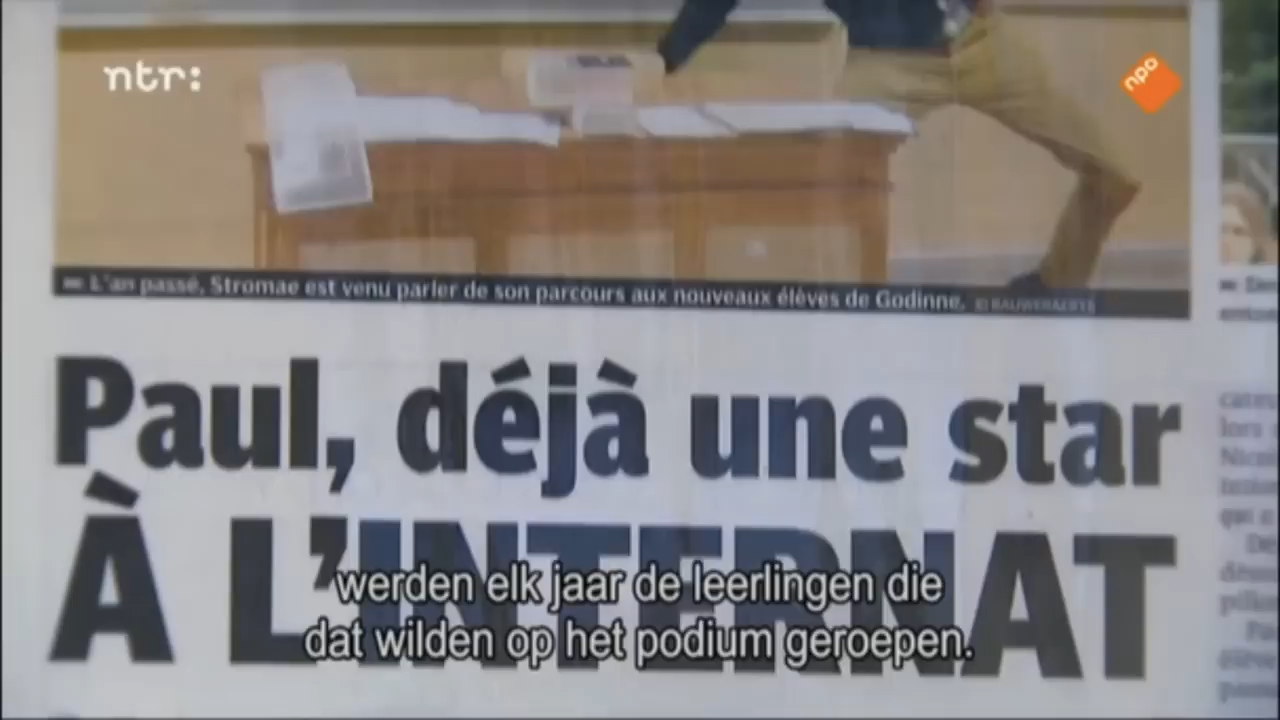 ntr:
npo
L'an passé, Stromae est venu parler de son parcours aux nouveaux élèves de Godinne.
Paul, déjà une star
À L'INTERNAT
werden elk jaar de leerlingen die
dat wilden op het podium geroepen.